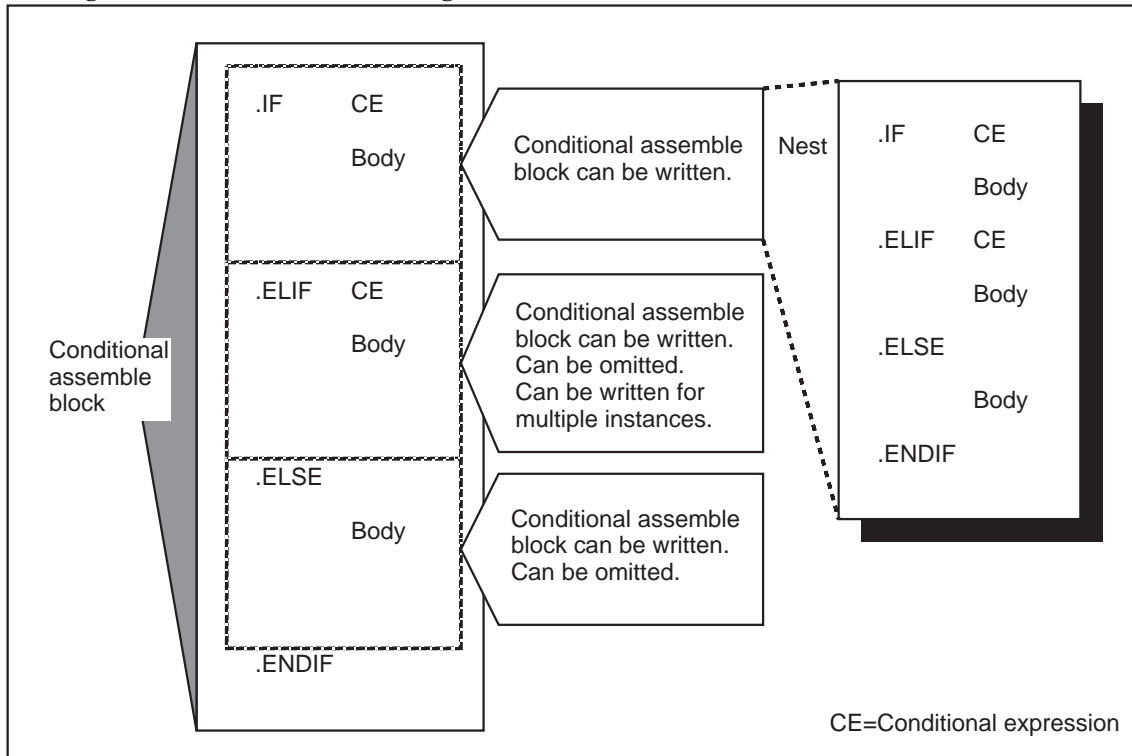 .IF CE
Body
.ELIF CE
Body
.ELSE
Body
.ENDIF
Conditional
assemble
block
Conditional assemble
block can be written.
Conditional assemble
block can be written.
Can be omitted.
Can be written for
multiple instances.
Conditional assemble
block can be written.
Can be omitted.
Nest
.IF CE
Body
.ELIF CE
Body
.ELSE
Body
.ENDIF
CE=Conditional expression